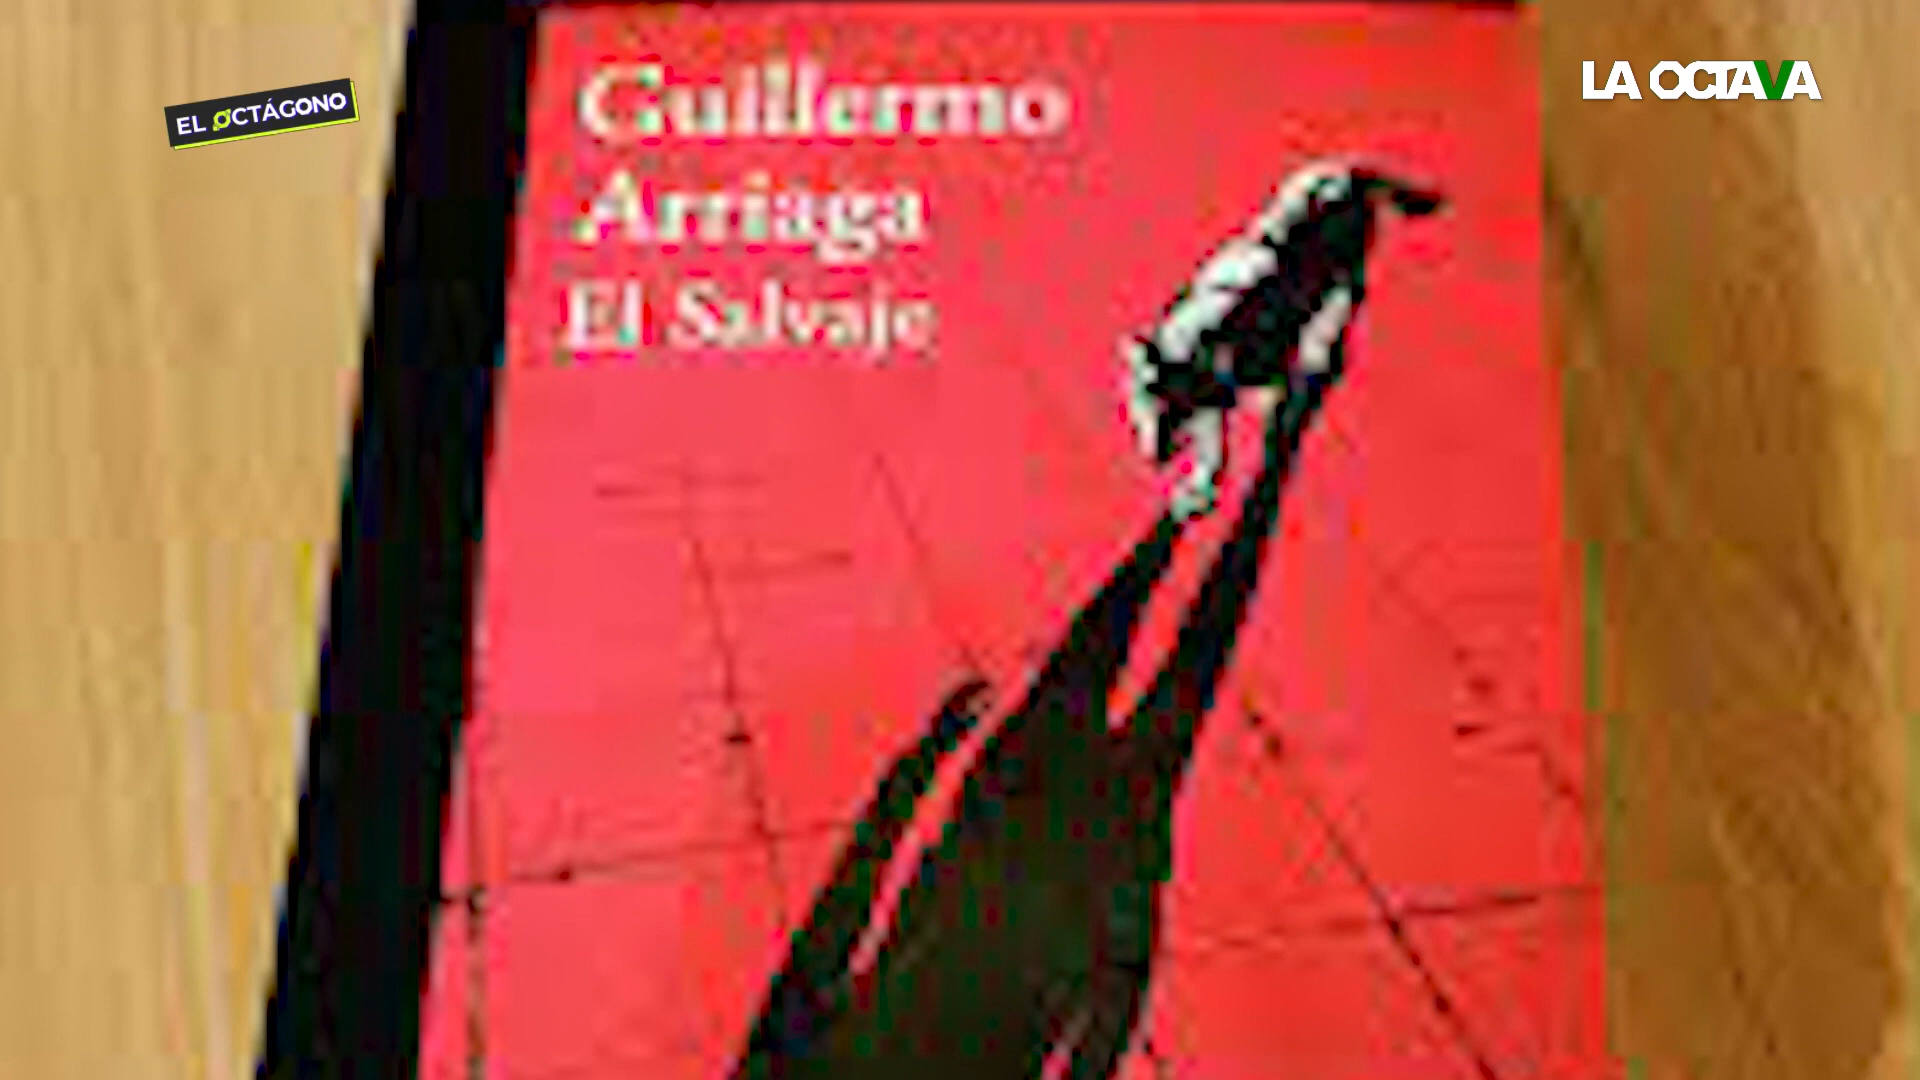 EL OCTÁGONO
LA OCTAVA
Guillermo
Arriaga
El Salvaje